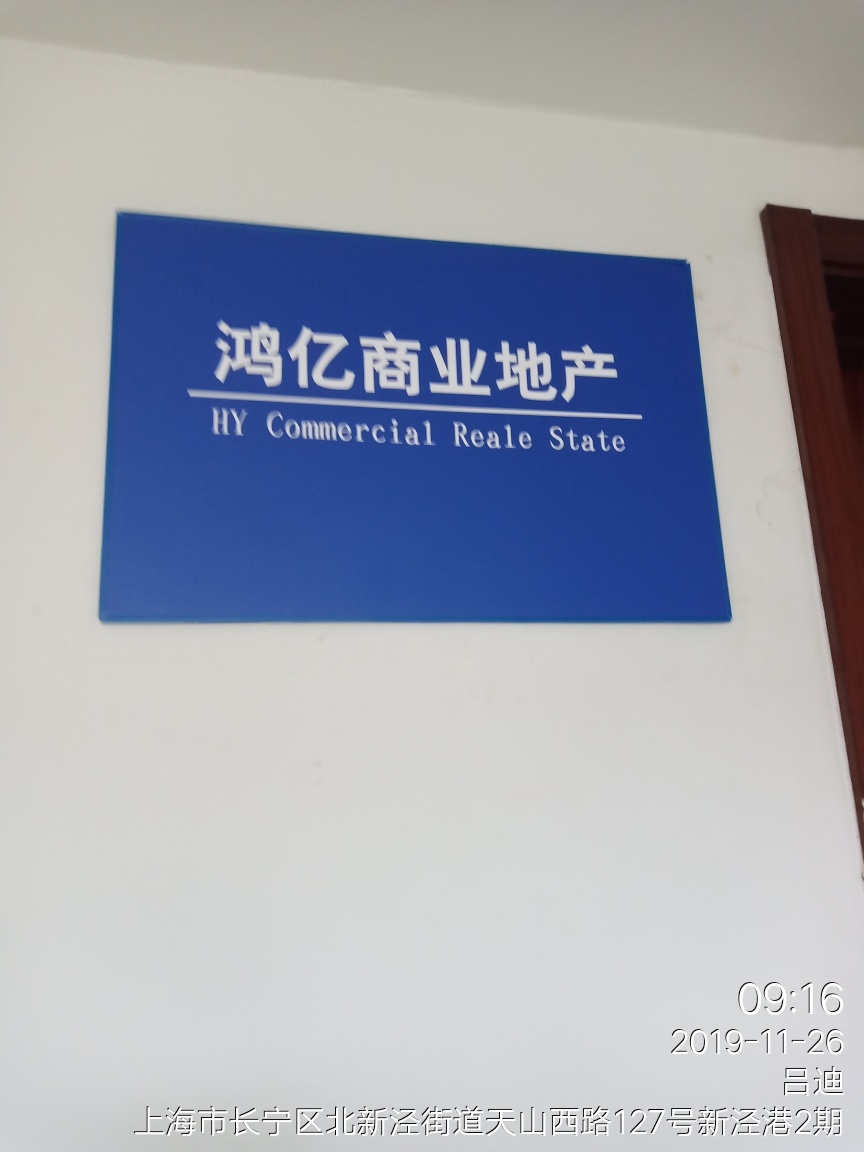 鸿亿商业地产
HY Commercial Reale State
09:16
2019-11-26
吕迪
上海市长宁区北新泾街道天山西路127号新泾港2期